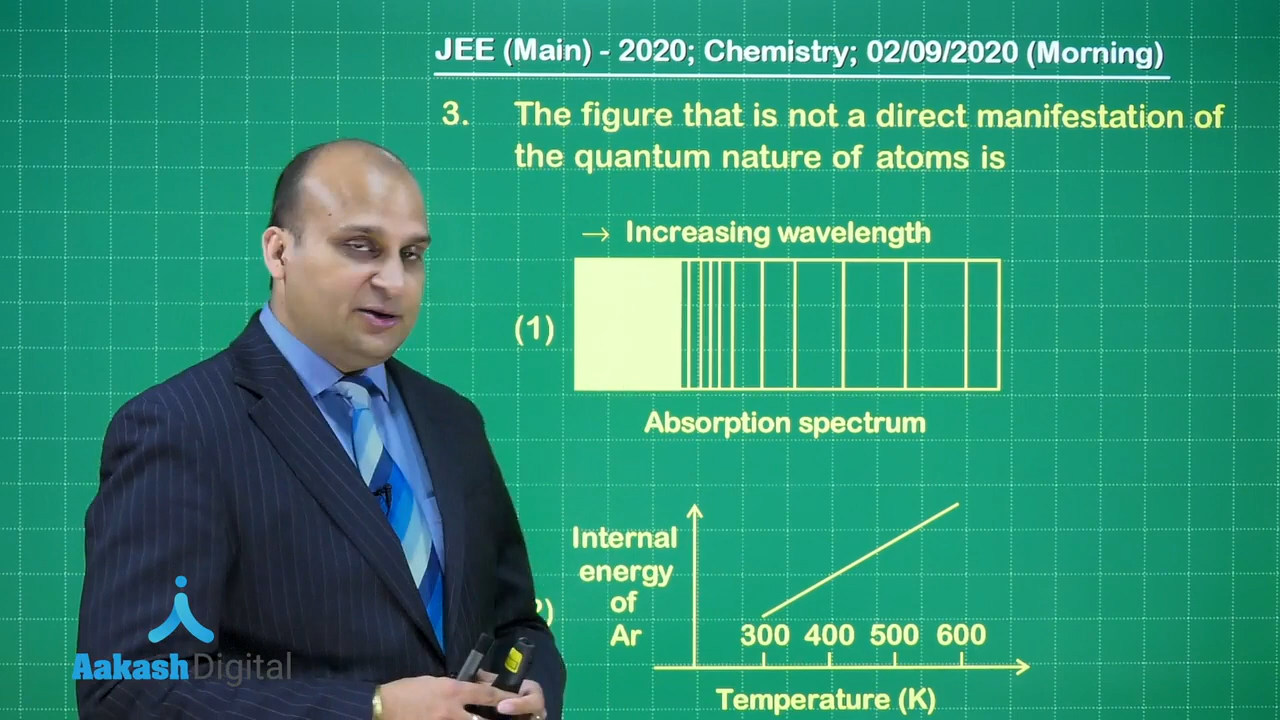 JEE (Main) - 2020; Chemistry; 02/09/2020 (Morning)
3. The figure that is not a direct manifestation of
the quantum nature of atoms is
→ Increasing wavelength
(1)
Absorption spectrum
Internal
energy
of
Ar
300 400 500 600
Temperature (K)
Aakash Digital